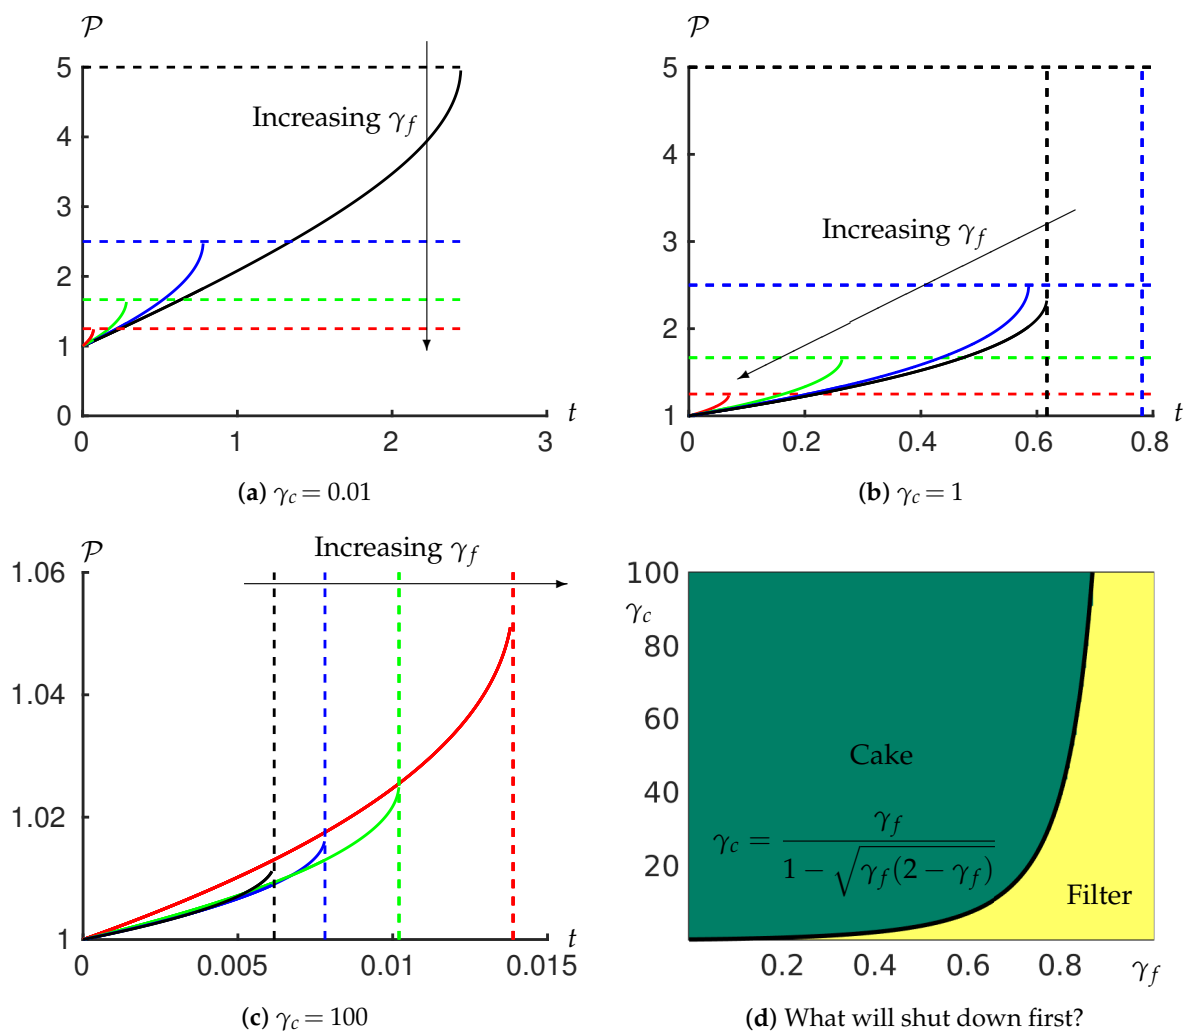 𝒫
5
4
3
2
1
0
Increasing γ_f
0 1 2 3 t
(a) γ_c = 0.01
𝒫
5
4
3
2
1
Increasing γ_f
0 0.2 0.4 0.6 0.8 t
(b) γ_c = 1
𝒫
Increasing γ_f
1.06
1.04
1.02
1
0 0.005 0.01 0.015 t
(c) γ_c = 100
100
γ_c
80
60
40
20
Cake
γ_c = γ_f / (1 − √(γ_f(2 − γ_f)))
Filter
0.2 0.4 0.6 0.8 γ_f
(d) What will shut down first?